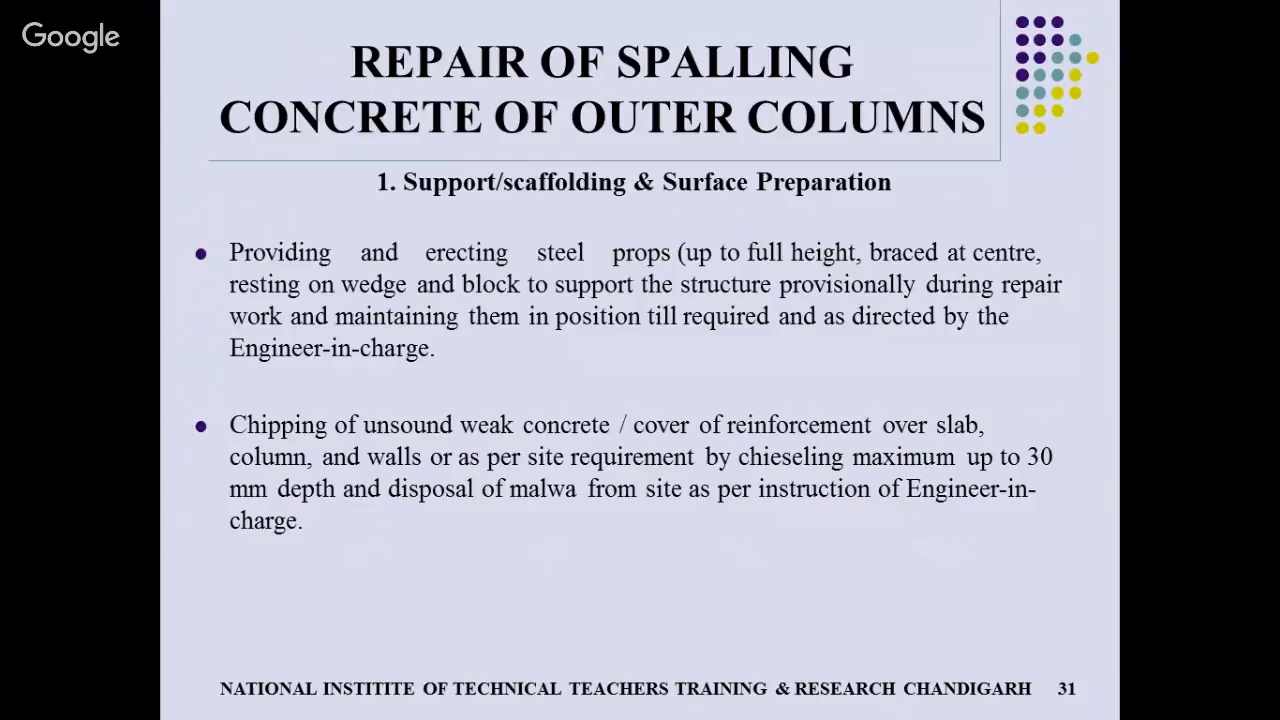 Google
REPAIR OF SPALLING
CONCRETE OF OUTER COLUMNS
1. Support/scaffolding & Surface Preparation
Providing and erecting steel props (up to full height, braced at centre,
resting on wedge and block to support the structure provisionally during repair
work and maintaining them in position till required and as directed by the
Engineer-in-charge.
Chipping of unsound weak concrete / cover of reinforcement over slab,
column, and walls or as per site requirement by chieseling maximum up to 30
mm depth and disposal of malwa from site as per instruction of Engineer-in-
charge.
NATIONAL INSTITITE OF TECHNICAL TEACHERS TRAINING & RESEARCH CHANDIGARH 31